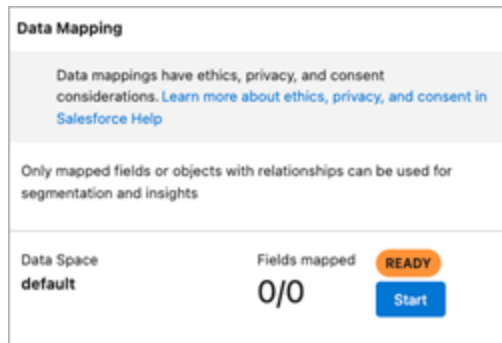 Data Mapping
Data mappings have ethics, privacy, and consent
considerations. Learn more about ethics, privacy, and consent in
Salesforce Help
Only mapped fields or objects with relationships can be used for
segmentation and insights
Data Space
default
Fields mapped
0/0
READY
Start